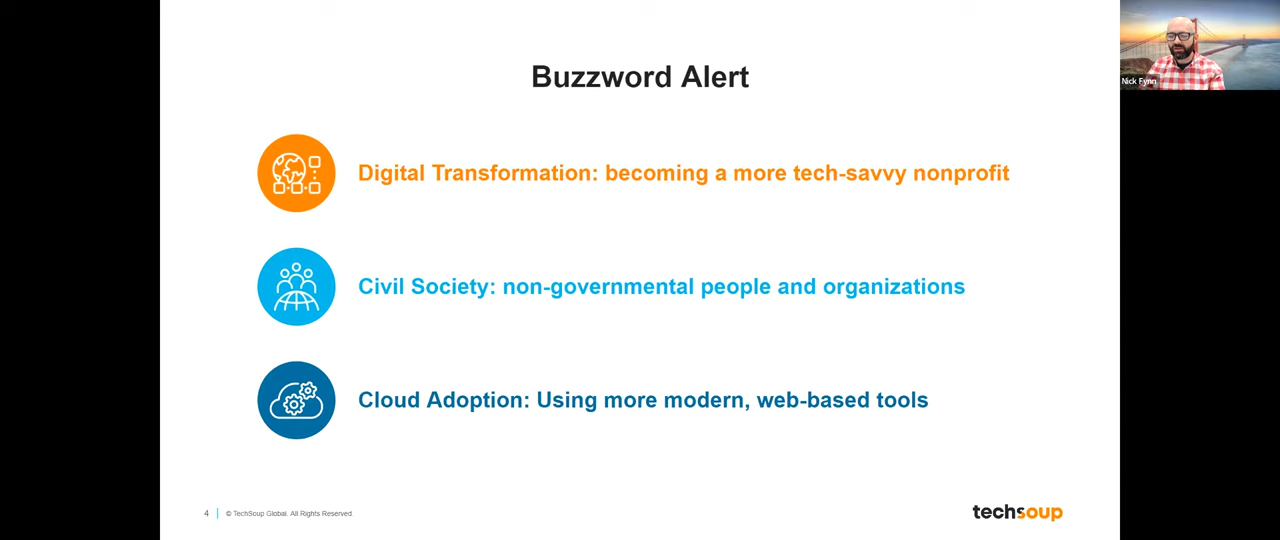 Buzzword Alert
Nick Fynn
Digital Transformation: becoming a more tech-savvy nonprofit
Civil Society: non-governmental people and organizations
Cloud Adoption: Using more modern, web-based tools
4 | © TechSoup Global. All Rights Reserved.
techsoup